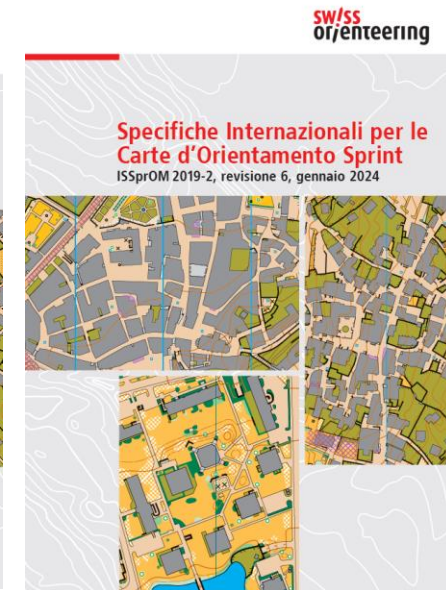 swiss
orienteering
Specifiche Internazionali per le
Carte d'Orientamento Sprint
ISSprOM 2019-2, revisione 6, gennaio 2024